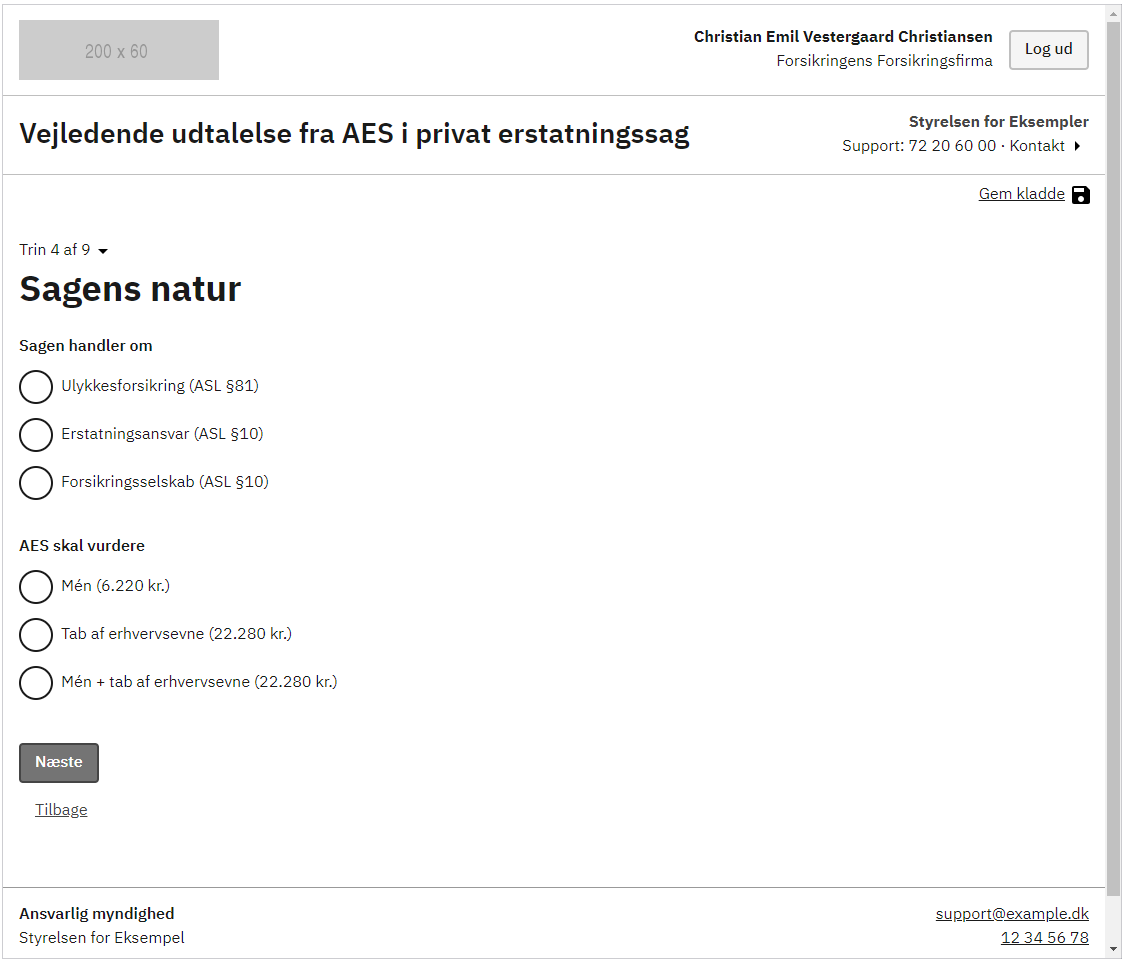 200 x 60
Christian Emil Vestergaard Christiansen
Forsikringens Forsikringsfirma
Log ud
Vejledende udtalelse fra AES i privat erstatningssag
Styrelsen for Eksempler
Support: 72 20 60 00 · Kontakt
Gem kladde
Trin 4 af 9
Sagens natur
Sagen handler om
Ulykkesforsikring (ASL §81)
Erstatningsansvar (ASL §10)
Forsikringsselskab (ASL §10)
AES skal vurdere
Mén (6.220 kr.)
Tab af erhvervsevne (22.280 kr.)
Mén + tab af erhvervsevne (22.280 kr.)
Næste
Tilbage
Ansvarlig myndighed
Styrelsen for Eksempel
support@example.dk
12 34 56 78